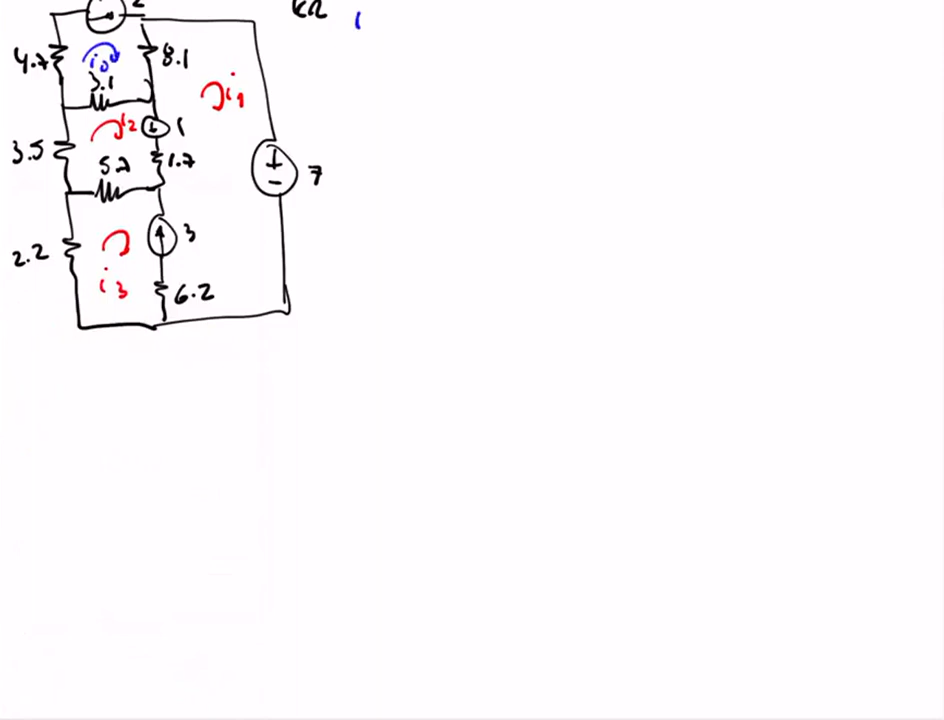 2 kΩ
4.7 i₀ 8.1
3.1 i₁
i₂ 1
3.5 5.2 1.7 + - 7
2.2 3
i₃ 6.2